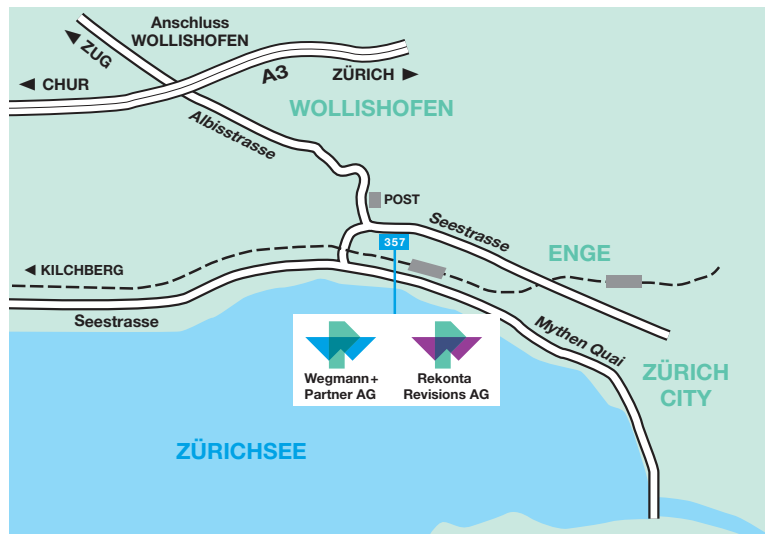 Anschluss
WOLLISHOFEN
ZUG
A3
ZÜRICH
CHUR
WOLLISHOFEN
Albisstrasse
POST
Seestrasse
357
ENGE
KILCHBERG
Seestrasse
Mythen Quai
Wegmann+
Partner AG
Rekonta
Revisions AG
ZÜRICH
CITY
ZÜRICHSEE